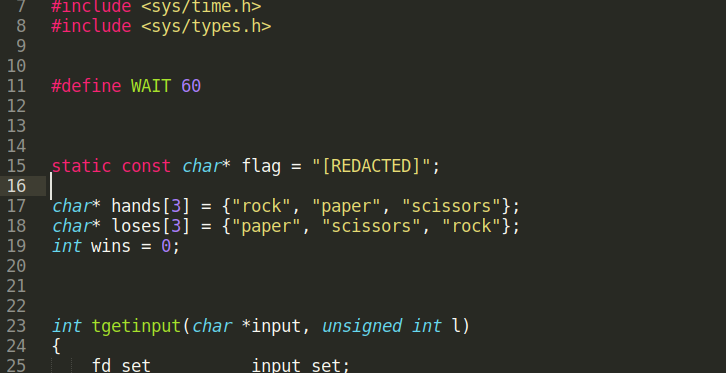 7 #include <sys/time.h>
8 #include <sys/types.h>
9
10
11 #define WAIT 60
12
13
14
15 static const char* flag = "[REDACTED]";
16
17 char* hands[3] = {"rock", "paper", "scissors"};
18 char* loses[3] = {"paper", "scissors", "rock"};
19 int wins = 0;
20
21
22
23 int tgetinput(char *input, unsigned int l)
24 {
25 fd_set input_set;